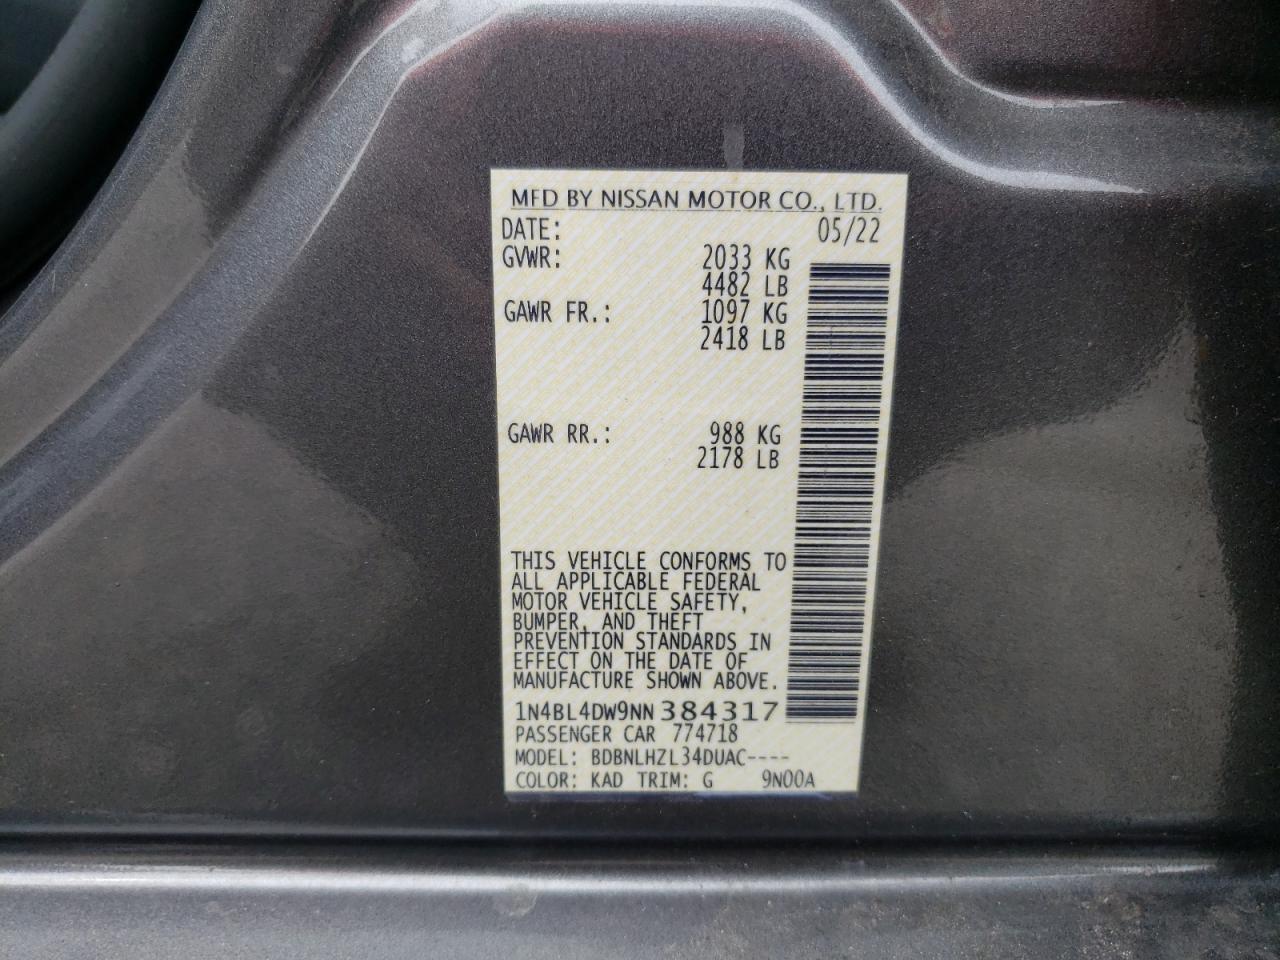 MFD BY NISSAN MOTOR CO., LTD.
DATE: 05/22
GVWR: 2033 KG
4482 LB
GAWR FR.: 1097 KG
2418 LB
GAWR RR.: 988 KG
2178 LB
THIS VEHICLE CONFORMS TO
ALL APPLICABLE FEDERAL
MOTOR VEHICLE SAFETY,
BUMPER, AND THEFT
PREVENTION STANDARDS IN
EFFECT ON THE DATE OF
MANUFACTURE SHOWN ABOVE.
1N4BL4DW9NN384317
PASSENGER CAR 774718
MODEL: BDBNLHZL34DUAC----
COLOR: KAD TRIM: G 9N00A